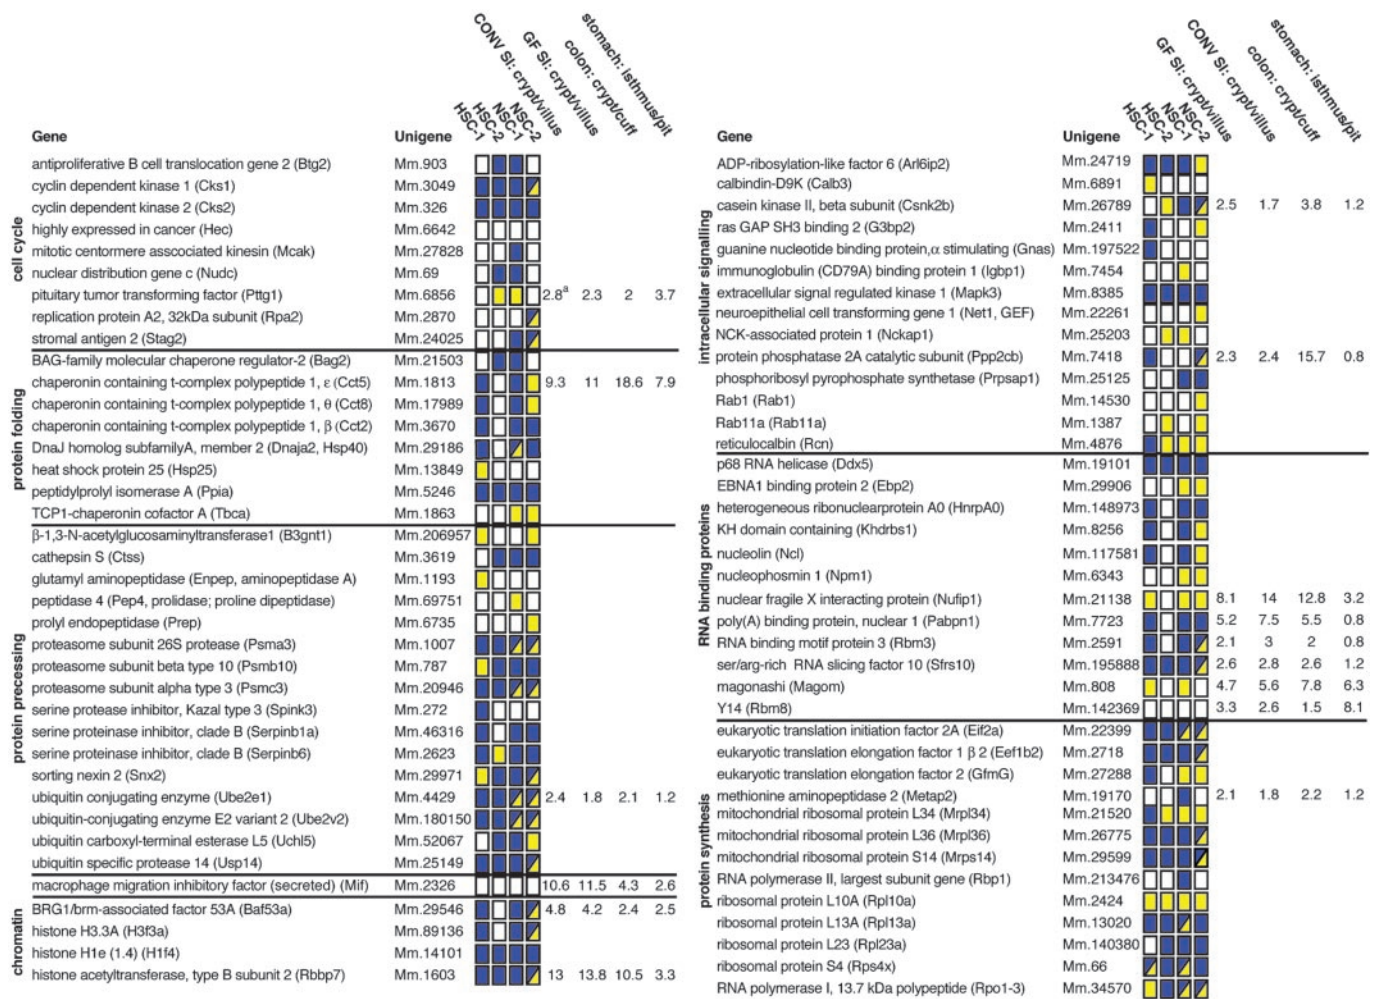 HSC-1
HSC-2
NSC-1
NSC-2
CONV SI: crypt/villus
GF SI: crypt/villus
colon: crypt/cuff
stomach: isthmus/pit
Gene Unigene
cell cycle
antiproliferative B cell translocation gene 2 (Btg2) Mm.903
cyclin dependent kinase 1 (Cks1) Mm.3049
cyclin dependent kinase 2 (Cks2) Mm.326
highly expressed in cancer (Hec) Mm.6642
mitotic centormere asscociated kinesin (Mcak) Mm.27828
nuclear distribution gene c (Nudc) Mm.69
pituitary tumor transforming factor (Pttg1) Mm.6856 2.8a 2.3 2 3.7
replication protein A2, 32kDa subunit (Rpa2) Mm.2870
stromal antigen 2 (Stag2) Mm.24025
protein folding
BAG-family molecular chaperone regulator-2 (Bag2) Mm.21503
chaperonin containing t-complex polypeptide 1, ε (Cct5) Mm.1813 9.3 11 18.6 7.9
chaperonin containing t-complex polypeptide 1, θ (Cct8) Mm.17989
chaperonin containing t-complex polypeptide 1, β (Cct2) Mm.3670
DnaJ homolog subfamilyA, member 2 (Dnaja2, Hsp40) Mm.29186
heat shock protein 25 (Hsp25) Mm.13849
peptidylprolyl isomerase A (Ppia) Mm.5246
TCP1-chaperonin cofactor A (Tbca) Mm.1863
protein precessing
β-1,3-N-acetylglucosaminyltransferase1 (B3gnt1) Mm.206957
cathepsin S (Ctss) Mm.3619
glutamyl aminopeptidase (Enpep, aminopeptidase A) Mm.1193
peptidase 4 (Pep4, prolidase; proline dipeptidase) Mm.69751
prolyl endopeptidase (Prep) Mm.6735
proteasome subunit 26S protease (Psma3) Mm.1007
proteasome subunit beta type 10 (Psmb10) Mm.787
proteasome subunit alpha type 3 (Psmc3) Mm.20946
serine protease inhibitor, Kazal type 3 (Spink3) Mm.272
serine proteinase inhibitor, clade B (Serpinb1a) Mm.46316
serine proteinase inhibitor, clade B (Serpinb6) Mm.2623
sorting nexin 2 (Snx2) Mm.29971
ubiquitin conjugating enzyme (Ube2e1) Mm.4429 2.4 1.8 2.1 1.2
ubiquitin-conjugating enzyme E2 variant 2 (Ube2v2) Mm.180150
ubiquitin carboxyl-terminal esterase L5 (Uchl5) Mm.52067
ubiquitin specific protease 14 (Usp14) Mm.25149
macrophage migration inhibitory factor (secreted) (Mif) Mm.2326 10.6 11.5 4.3 2.6
chromatin
BRG1/brm-associated factor 53A (Baf53a) Mm.29546 4.8 4.2 2.4 2.5
histone H3.3A (H3f3a) Mm.89136
histone H1e (1.4) (H1f4) Mm.14101
histone acetyltransferase, type B subunit 2 (Rbbp7) Mm.1603 13 13.8 10.5 3.3
HSC-1
HSC-2
NSC-1
NSC-2
GF SI: crypt/villus
CONV SI: crypt/villus
colon: crypt/cuff
stomach: isthmus/pit
Gene Unigene
intracellular signalling
ADP-ribosylation-like factor 6 (Arl6ip2) Mm.24719
calbindin-D9K (Calb3) Mm.6891
casein kinase II, beta subunit (Csnk2b) Mm.26789 2.5 1.7 3.8 1.2
ras GAP SH3 binding 2 (G3bp2) Mm.2411
guanine nucleotide binding protein,α stimulating (Gnas) Mm.197522
immunoglobulin (CD79A) binding protein 1 (Igbp1) Mm.7454
extracellular signal regulated kinase 1 (Mapk3) Mm.8385
neuroepithelial cell transforming gene 1 (Net1, GEF) Mm.22261
NCK-associated protein 1 (Nckap1) Mm.25203
protein phosphatase 2A catalytic subunit (Ppp2cb) Mm.7418 2.3 2.4 15.7 0.8
phosphoribosyl pyrophosphate synthetase (Prpsap1) Mm.25125
Rab1 (Rab1) Mm.14530
Rab11a (Rab11a) Mm.1387
reticulocalbin (Rcn) Mm.4876
RNA binding proteins
p68 RNA helicase (Ddx5) Mm.19101
EBNA1 binding protein 2 (Ebp2) Mm.29906
heterogeneous ribonuclearprotein A0 (HnrpA0) Mm.148973
KH domain containing (Khdrbs1) Mm.8256
nucleolin (Ncl) Mm.117581
nucleophosmin 1 (Npm1) Mm.6343
nuclear fragile X interacting protein (Nufip1) Mm.21138 8.1 14 12.8 3.2
poly(A) binding protein, nuclear 1 (Pabpn1) Mm.7723 5.2 7.5 5.5 0.8
RNA binding motif protein 3 (Rbm3) Mm.2591 2.1 3 2 0.8
ser/arg-rich RNA slicing factor 10 (Sfrs10) Mm.195888 2.6 2.8 2.6 1.2
magonashi (Magom) Mm.808 4.7 5.6 7.8 6.3
Y14 (Rbm8) Mm.142369 3.3 2.6 1.5 8.1
protein synthesis
eukaryotic translation initiation factor 2A (Eif2a) Mm.22399
eukaryotic translation elongation factor 1 β 2 (Eef1b2) Mm.2718
eukaryotic translation elongation factor 2 (GfmG) Mm.27288
methionine aminopeptidase 2 (Metap2) Mm.19170 2.1 1.8 2.2 1.2
mitochondrial ribosomal protein L34 (Mrpl34) Mm.21520
mitochondrial ribosomal protein L36 (Mrpl36) Mm.26775
mitochondrial ribosomal protein S14 (Mrps14) Mm.29599
RNA polymerase II, largest subunit gene (Rbp1) Mm.213476
ribosomal protein L10A (Rpl10a) Mm.2424
ribosomal protein L13A (Rpl13a) Mm.13020
ribosomal protein L23 (Rpl23a) Mm.140380
ribosomal protein S4 (Rps4x) Mm.66
RNA polymerase I, 13.7 kDa polypeptide (Rpo1-3) Mm.34570